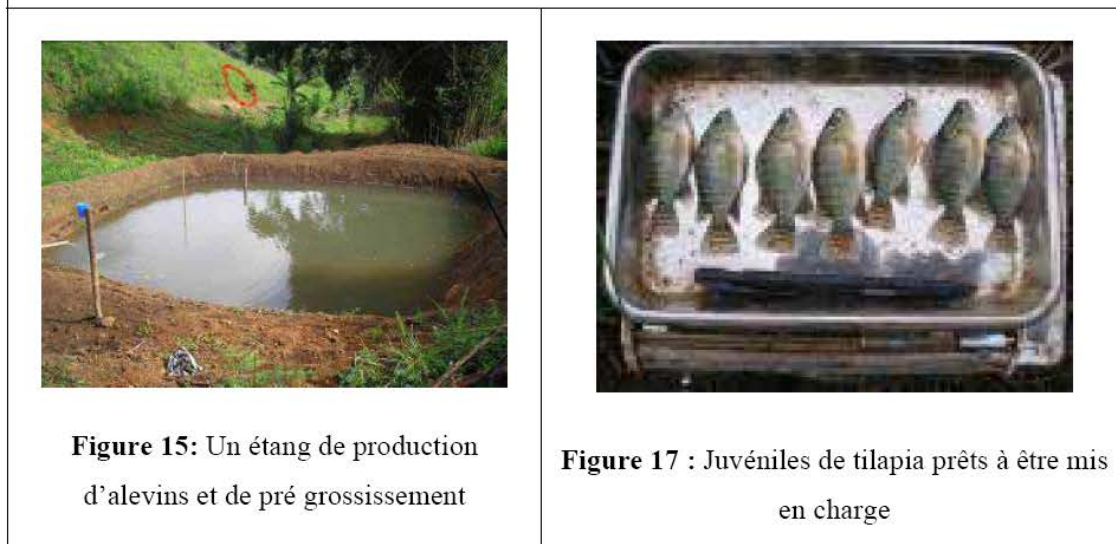 Figure 15: Un étang de production
d’alevins et de pré grossissement
Figure 17 : Juvéniles de tilapia prêts à être mis
en charge